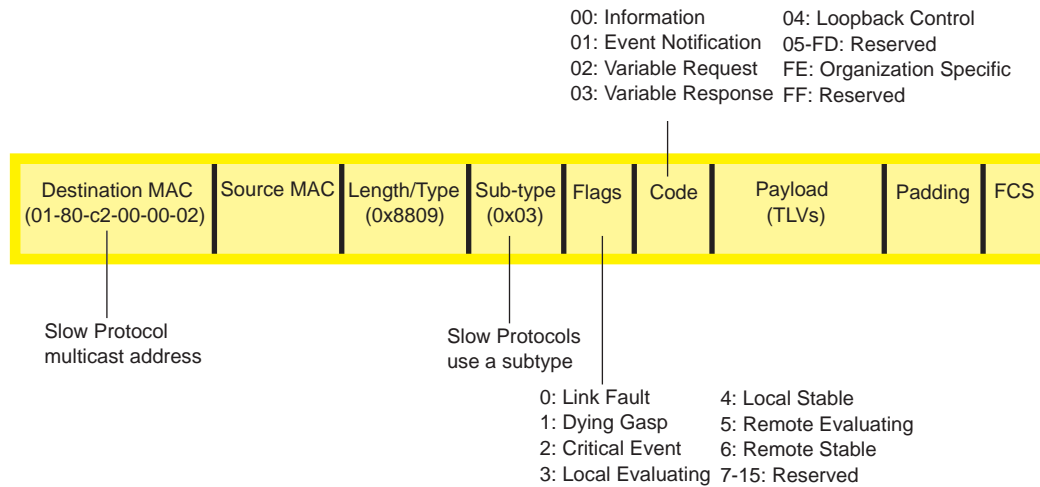 00: Information
01: Event Notification
02: Variable Request
03: Variable Response
04: Loopback Control
05-FD: Reserved
FE: Organization Specific
FF: Reserved
Destination MAC
(01-80-c2-00-00-02)
Source MAC
Length/Type
(0x8809)
Sub-type
(0x03)
Flags
Code
Payload
(TLVs)
Padding
FCS
Slow Protocol
multicast address
Slow Protocols
use a subtype
0: Link Fault
1: Dying Gasp
2: Critical Event
3: Local Evaluating
4: Local Stable
5: Remote Evaluating
6: Remote Stable
7-15: Reserved